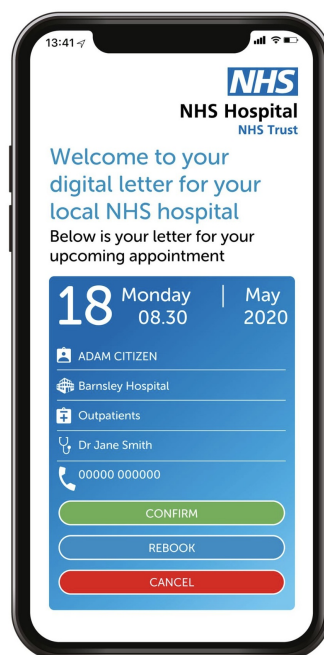 13:41
NHS
NHS Hospital
NHS Trust
Welcome to your
digital letter for your
local NHS hospital
Below is your letter for your
upcoming appointment
18 Monday | May
08.30 2020
ADAM CITIZEN
Barnsley Hospital
Outpatients
Dr Jane Smith
00000 000000
CONFIRM
REBOOK
CANCEL